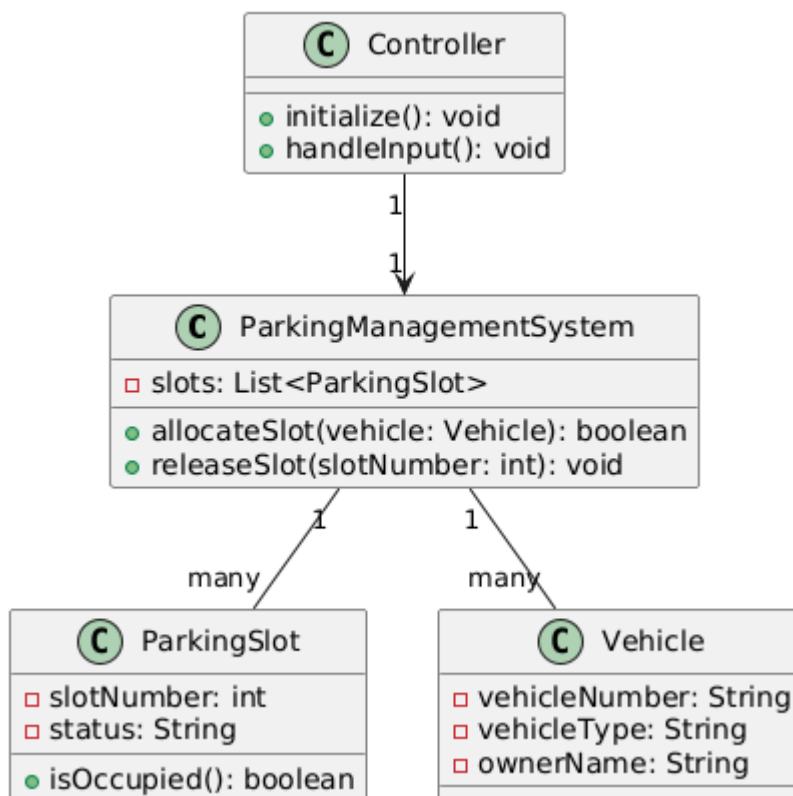 C Controller
initialize(): void
handleInput(): void
1
1
C ParkingManagementSystem
slots: List<ParkingSlot>
allocateSlot(vehicle: Vehicle): boolean
releaseSlot(slotNumber: int): void
1
1
many
many
C ParkingSlot
slotNumber: int
status: String
isOccupied(): boolean
C Vehicle
vehicleNumber: String
vehicleType: String
ownerName: String